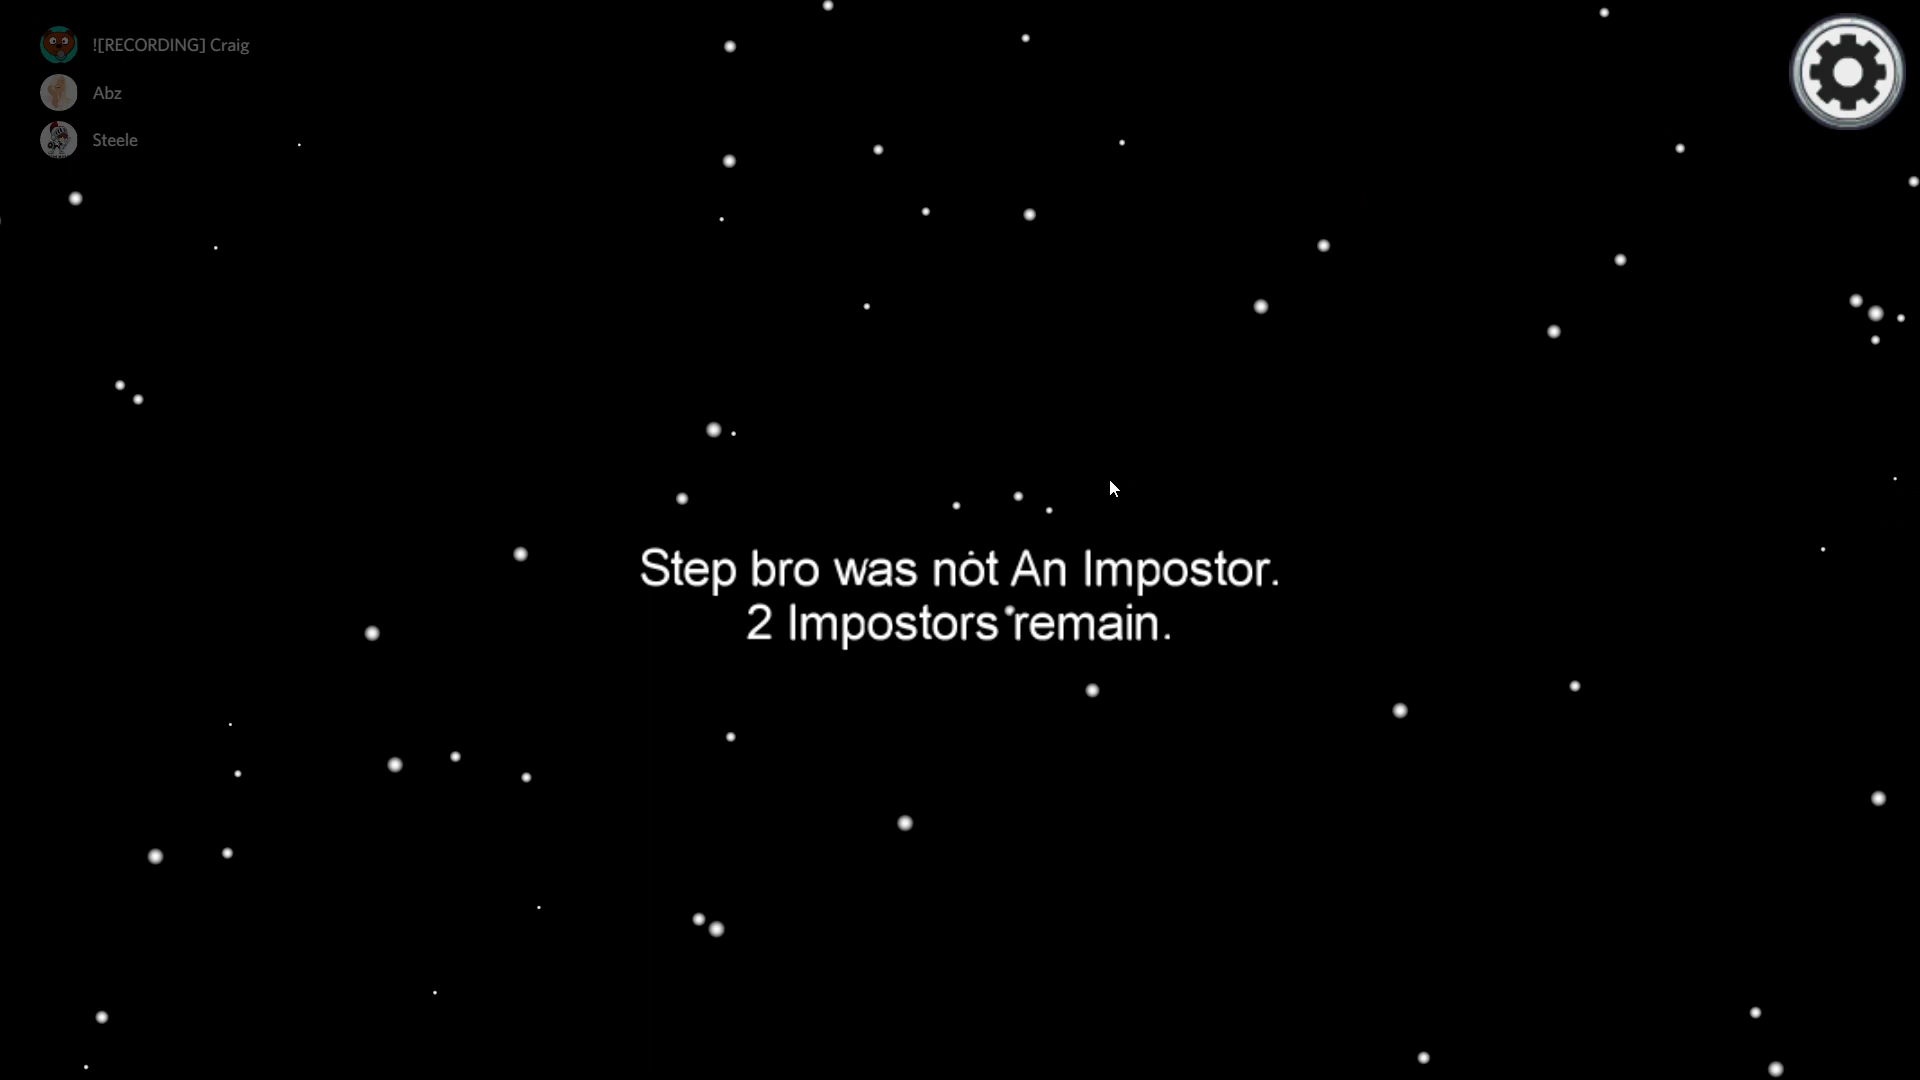 ![RECORDING] Craig
Abz
Steele
Step bro was not An Impostor.
2 Impostors remain.